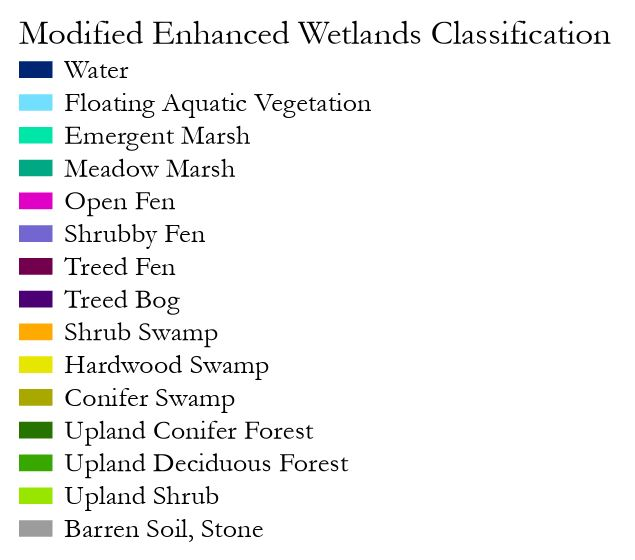 Modified Enhanced Wetlands Classification
Water
Floating Aquatic Vegetation
Emergent Marsh
Meadow Marsh
Open Fen
Shrubby Fen
Treed Fen
Treed Bog
Shrub Swamp
Hardwood Swamp
Conifer Swamp
Upland Conifer Forest
Upland Deciduous Forest
Upland Shrub
Barren Soil, Stone